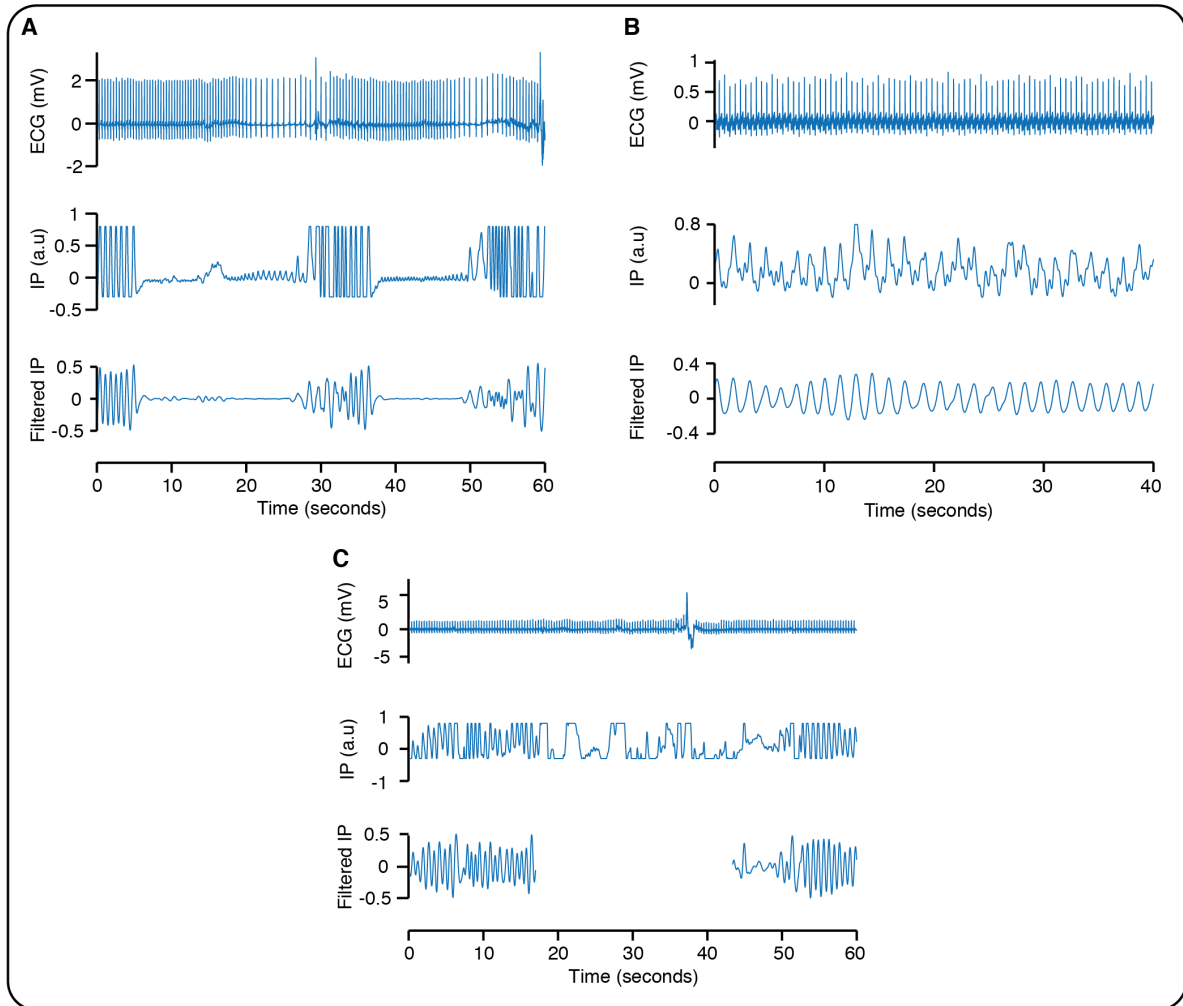 A
ECG (mV)
2
0
-2
IP (a.u)
1
0.5
0
-0.5
Filtered IP
0.5
0
-0.5
0 10 20 30 40 50 60
Time (seconds)
B
ECG (mV)
1
0.5
0
IP (a.u)
0.8
0
Filtered IP
0.4
0
-0.4
0 10 20 30 40
Time (seconds)
C
ECG (mV)
5
0
-5
IP (a.u)
1
0
-1
Filtered IP
0.5
0
-0.5
0 10 20 30 40 50 60
Time (seconds)